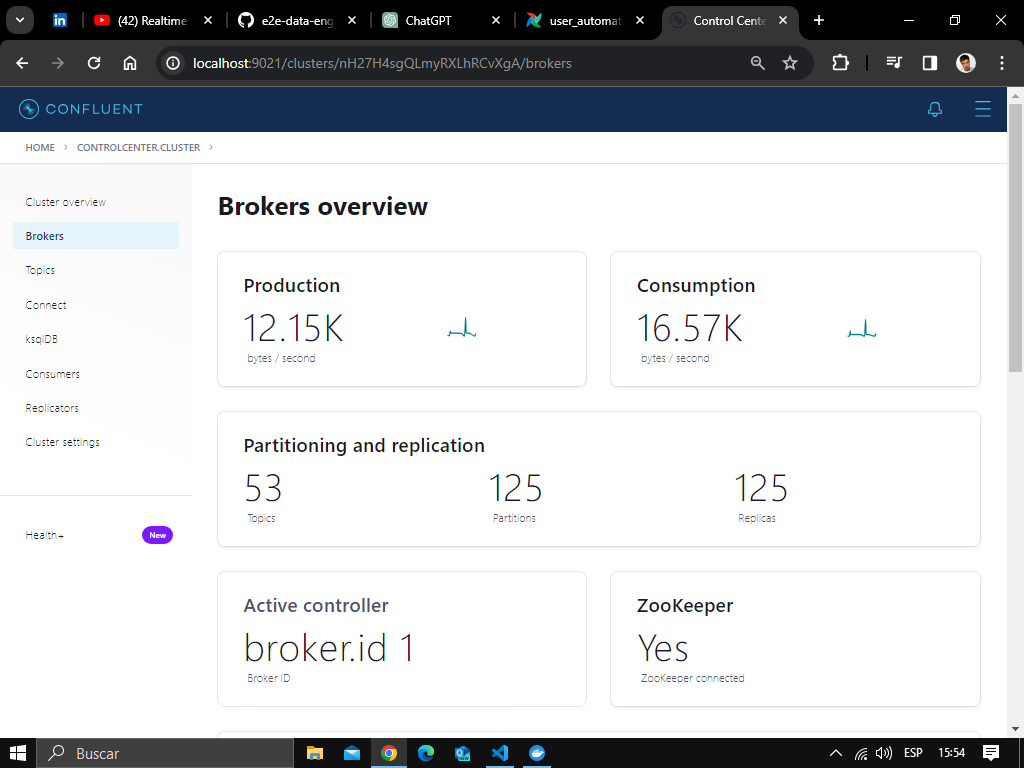 (42) Realtime
e2e-data-eng
ChatGPT
user_automat
Control Cente
localhost:9021/clusters/nH27H4sgQLmyRXLhRCvXgA/brokers
CONFLUENT
HOME > CONTROLCENTER.CLUSTER >
Cluster overview
Brokers
Topics
Connect
ksqlDB
Consumers
Replicators
Cluster settings
Health+ New
Brokers overview
Production
12.15K
bytes / second
Consumption
16.57K
bytes / second
Partitioning and replication
53
Topics
125
Partitions
125
Replicas
Active controller
broker.id 1
Broker ID
ZooKeeper
Yes
ZooKeeper connected
Buscar
ESP
15:54